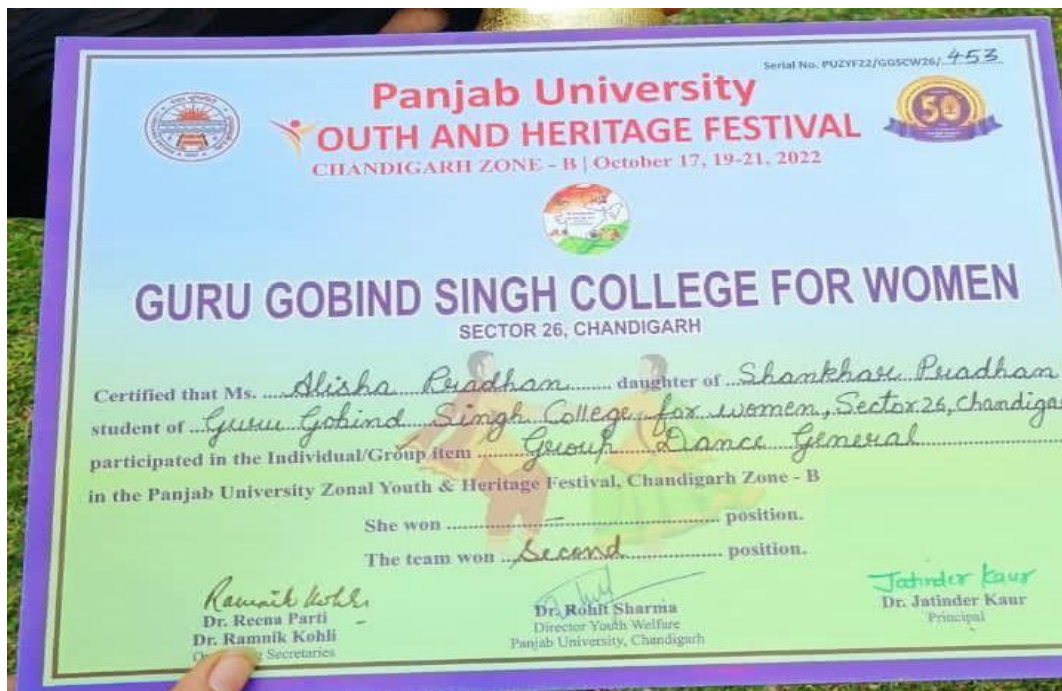 Serial No. PUZYF22/GGSCW26/ 453
Panjab University
YOUTH AND HERITAGE FESTIVAL
CHANDIGARH ZONE - B | October 17, 19-21, 2022
50
GURU GOBIND SINGH COLLEGE FOR WOMEN
SECTOR 26, CHANDIGARH
Certified that Ms. Alisha Pradhan daughter of Shankhar Pradhan
student of Guru Gobind Singh College for women, Sector 26, Chandigar
participated in the Individual/Group item Group Dance General
in the Panjab University Zonal Youth & Heritage Festival, Chandigarh Zone - B
She won – position.
The team won Second position.
Ramnik Kohli
Dr. Reena Parti
Dr. Ramnik Kohli
Secretaries
Dr. Rohit Sharma
Director Youth Welfare
Panjab University, Chandigarh
Jatinder Kaur
Dr. Jatinder Kaur
Principal